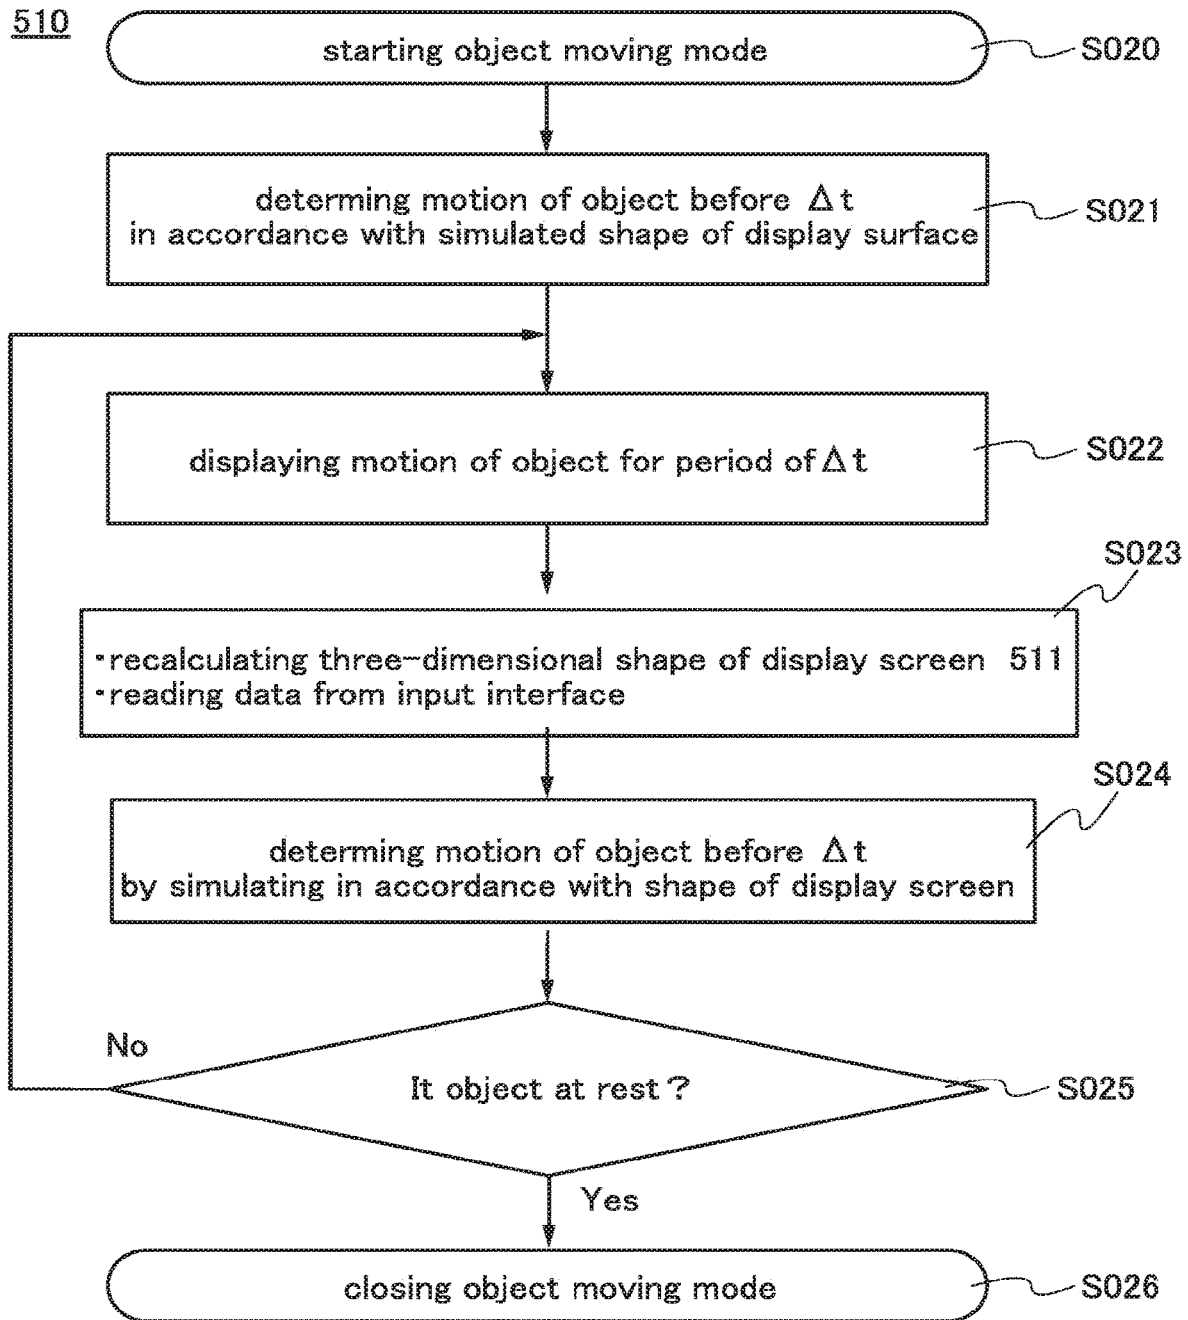 510
starting object moving mode
S020
determing motion of object before Δt
in accordance with simulated shape of display surface
S021
displaying motion of object for period of Δt
S022
S023
・recalculating three-dimensional shape of display screen 511
・reading data from input interface
S024
determing motion of object before Δt
by simulating in accordance with shape of display screen
No
It object at rest?
S025
Yes
closing object moving mode
S026